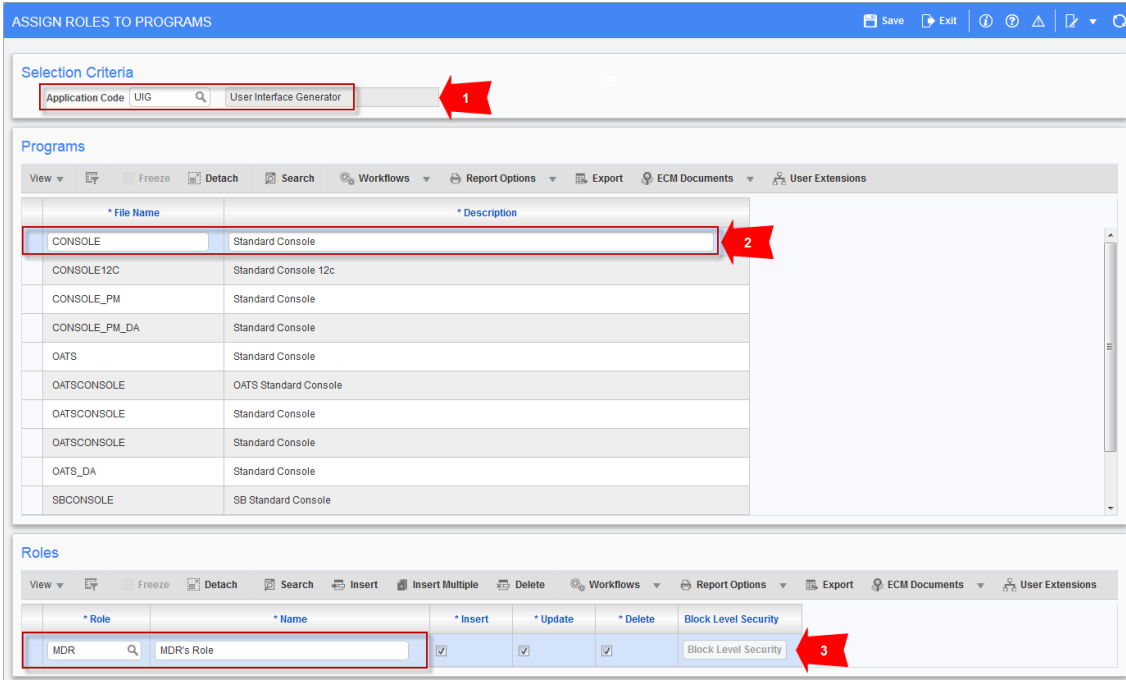 ASSIGN ROLES TO PROGRAMS Save Exit
Selection Criteria
Application Code UIG User Interface Generator 1
Programs
View Freeze Detach Search Workflows Report Options Export ECM Documents User Extensions
* File Name * Description
CONSOLE Standard Console 2
CONSOLE12C Standard Console 12c
CONSOLE_PM Standard Console
CONSOLE_PM_DA Standard Console
OATS Standard Console
OATSCONSOLE OATS Standard Console
OATSCONSOLE Standard Console
OATSCONSOLE Standard Console
OATS_DA Standard Console
SBCONSOLE SB Standard Console
Roles
View Freeze Detach Search Insert Insert Multiple Delete Workflows Report Options Export ECM Documents User Extensions
* Role * Name * Insert * Update * Delete Block Level Security
MDR MDR's Role Block Level Security 3